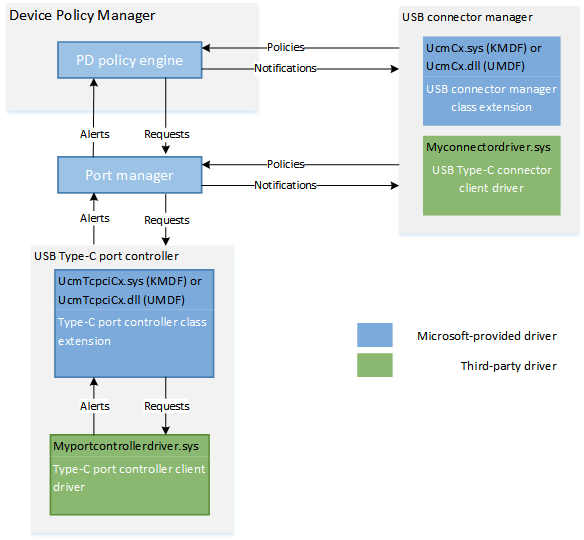 Device Policy Manager
USB connector manager
PD policy engine
Policies
Notifications
UcmCx.sys (KMDF) or
UcmCx.dll (UMDF)
USB connector manager
class extension
Alerts
Requests
Myconnectordriver.sys
USB Type-C connector
client driver
Port manager
Policies
Notifications
Alerts
Requests
USB Type-C port controller
UcmTcpciCx.sys (KMDF) or
UcmTcpciCx.dll (UMDF)
Type-C port controller class
extension
Microsoft-provided driver
Third-party driver
Alerts
Requests
Myportcontrollerdriver.sys
Type-C port controller client
driver